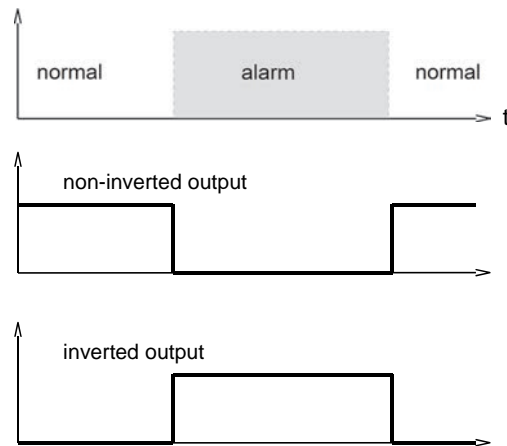 normal alarm normal
t
non-inverted output
inverted output